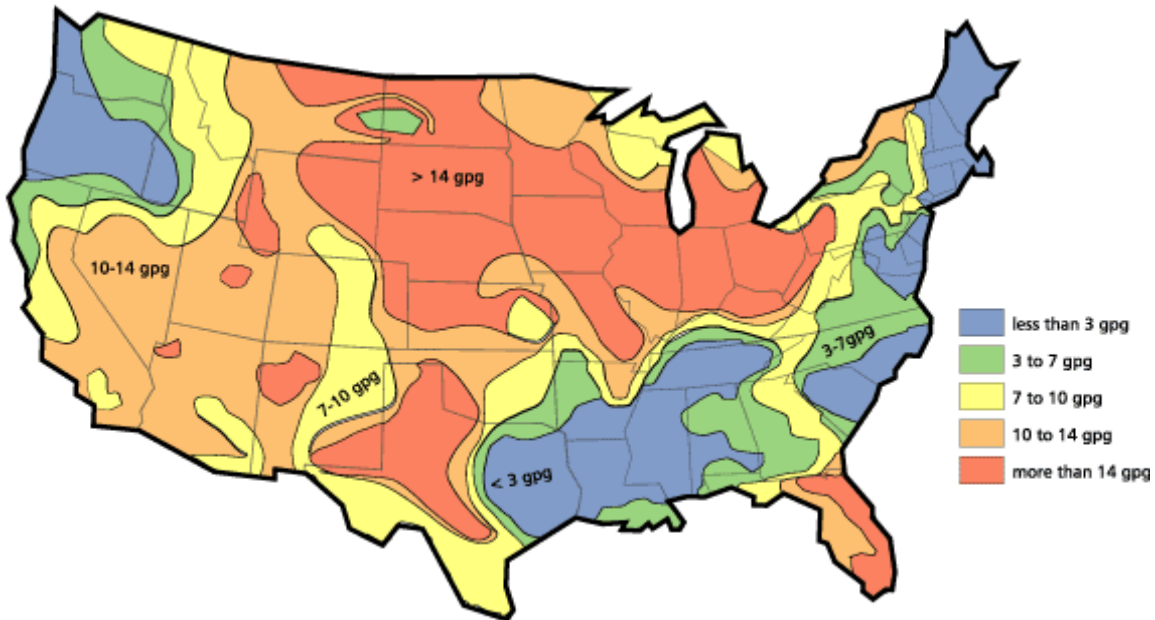 > 14 gpg
10-14 gpg
3-7gpg
7-10 gpg
< 3 gpg
less than 3 gpg
3 to 7 gpg
7 to 10 gpg
10 to 14 gpg
more than 14 gpg